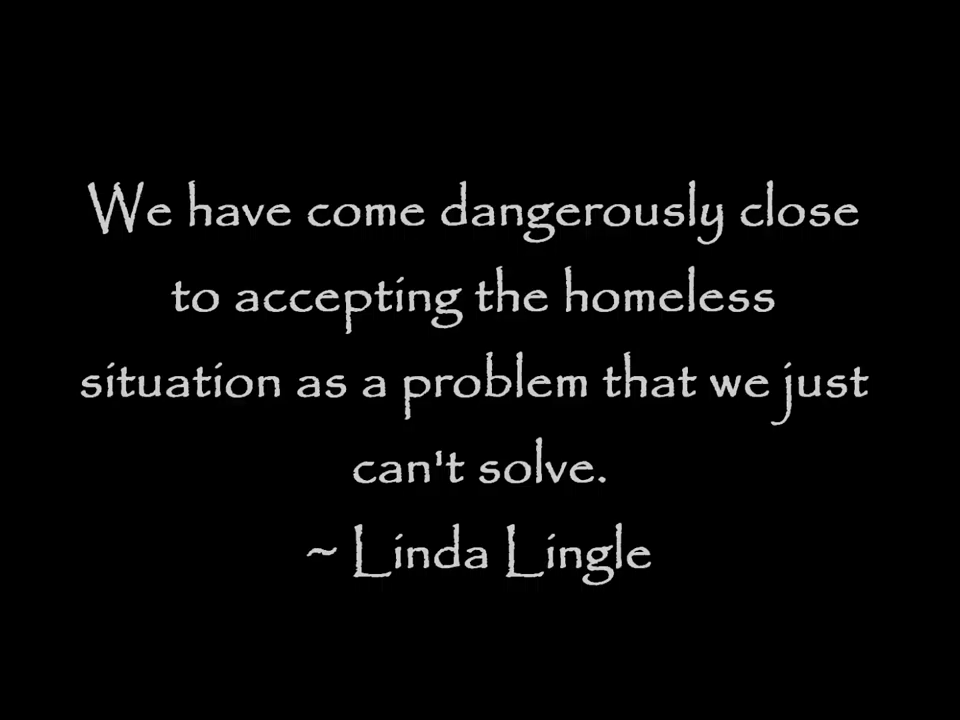 We have come dangerously close
to accepting the homeless
situation as a problem that we just
can't solve.
~ Linda Lingle